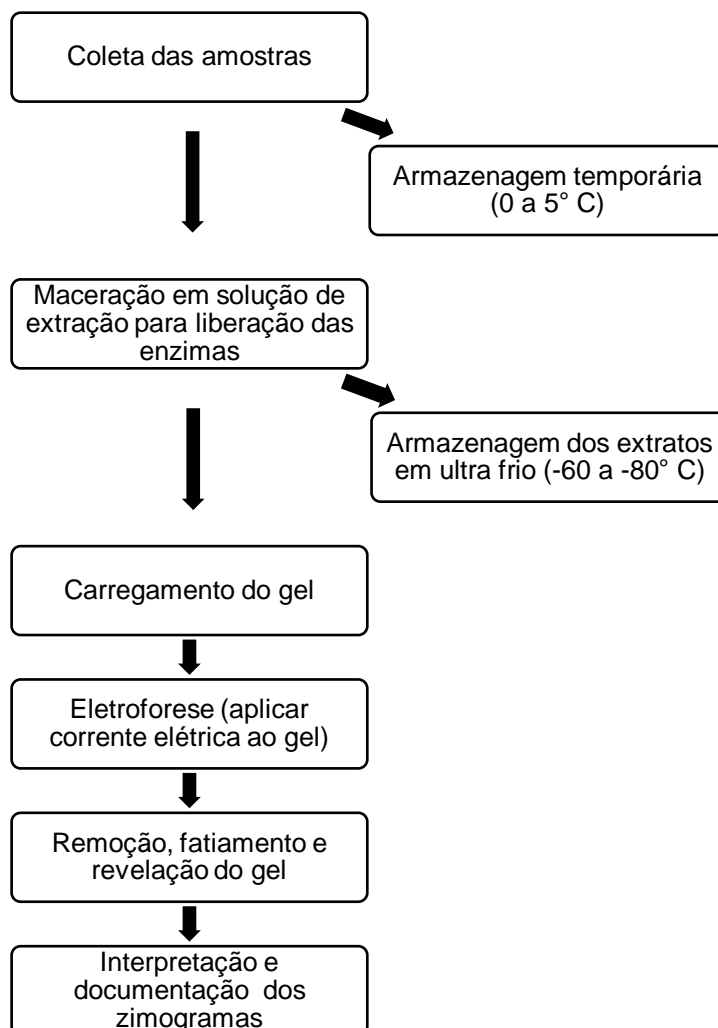 Coleta das amostras
Armazenagem temporária
(0 a 5° C)
Maceração em solução de
extração para liberação das
enzimas
Armazenagem dos extratos
em ultra frio (-60 a -80° C)
Carregamento do gel
Eletroforese (aplicar
corrente elétrica ao gel)
Remoção, fatiamento e
revelação do gel
Interpretação e
documentação dos
zimogramas